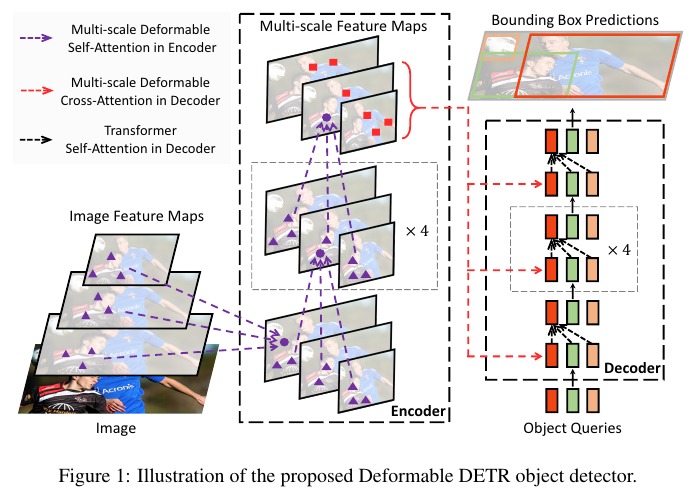 Multi-scale Deformable
Self-Attention in Encoder
Multi-scale Deformable
Cross-Attention in Decoder
Transformer
Self-Attention in Decoder
Multi-scale Feature Maps
Bounding Box Predictions
Image Feature Maps
× 4
× 4
Acronis
Encoder
Decoder
Image
Object Queries
Figure 1: Illustration of the proposed Deformable DETR object detector.